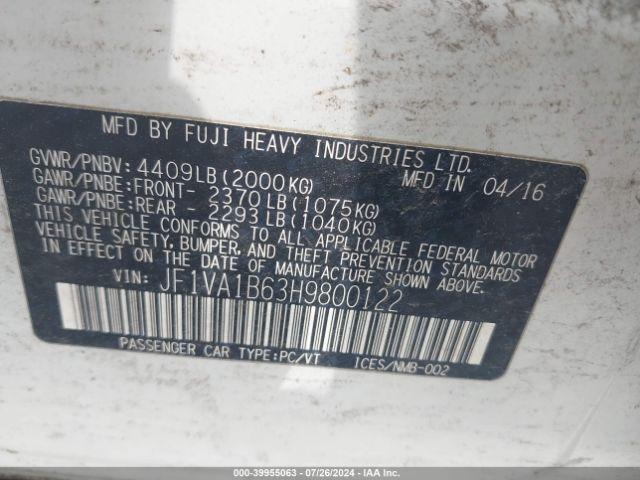 MFD BY FUJI HEAVY INDUSTRIES LTD.
GVWR/PNBV: 4409LB(2000KG) MFD IN 04/16
GAWR/PNBE:FRONT- 2370LB(1075KG)
GAWR/PNBE:REAR - 2293LB(1040KG)
THIS VEHICLE CONFORMS TO ALL APPLICABLE FEDERAL MOTOR
VEHICLE SAFETY, BUMPER, AND THEFT PREVENTION STANDARDS
IN EFFECT ON THE DATE OF MANUFACTURE SHOWN ABOVE.
VIN: JF1VA1B63H9800122
PASSENGER CAR TYPE:PC/VT ICES/NMB-002
000-39955063 | 07/26/2024 - IAA Inc.